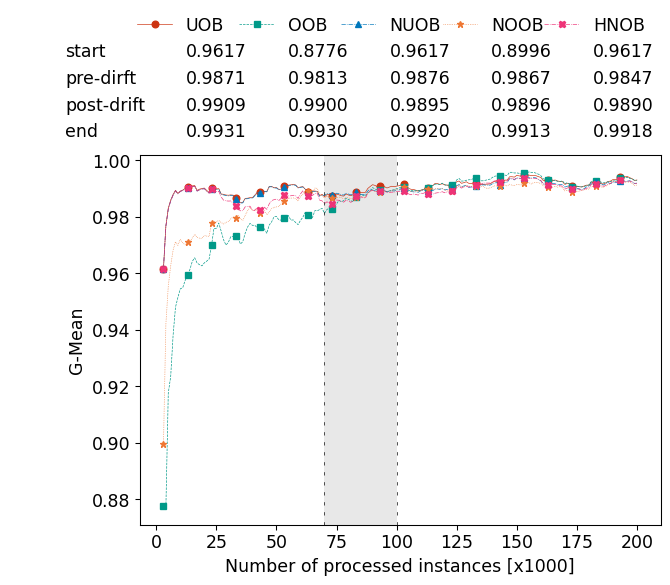 UOB OOB NUOB NOOB HNOB
start 0.9617 0.8776 0.9617 0.8996 0.9617
pre-dirft 0.9871 0.9813 0.9876 0.9867 0.9847
post-drift 0.9909 0.9900 0.9895 0.9896 0.9890
end 0.9931 0.9930 0.9920 0.9913 0.9918
1.00
0.98
0.96
0.94
0.92
0.90
0.88
G-Mean
0 25 50 75 100 125 150 175 200
Number of processed instances [x1000]